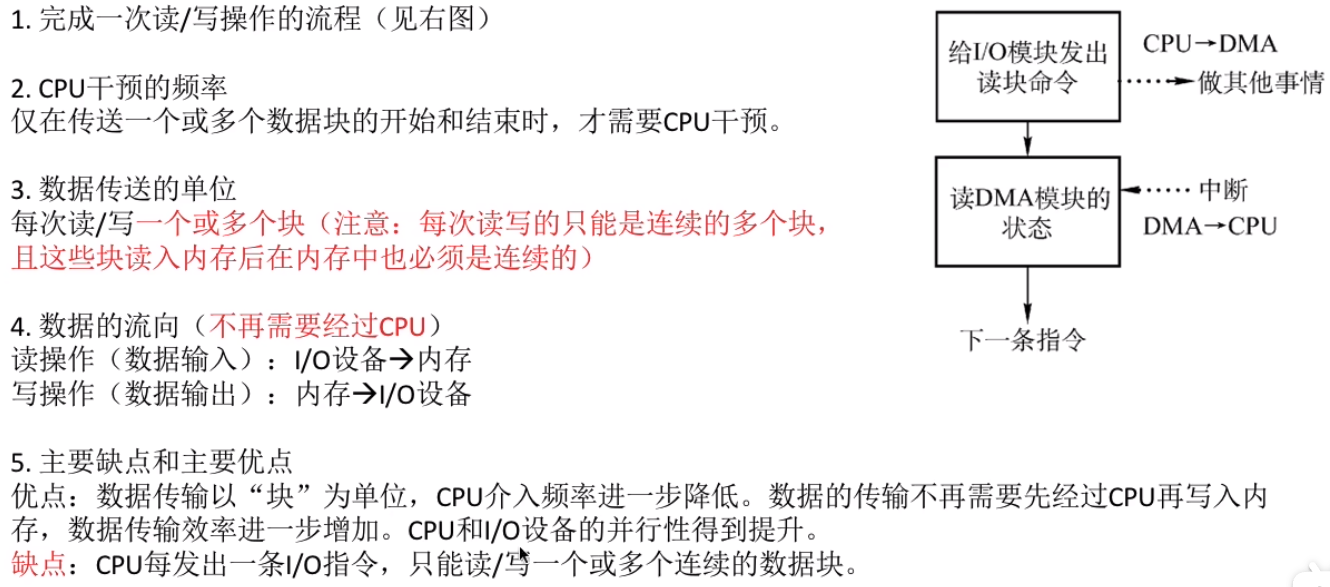 1. 完成一次读/写操作的流程（见右图）
2. CPU干预的频率
仅在传送一个或多个数据块的开始和结束时，才需要CPU干预。
3. 数据传送的单位
每次读/写一个或多个块（注意：每次读写的只能是连续的多个块，
且这些块读入内存后在内存中也必须是连续的）
4. 数据的流向（不再需要经过CPU）
读操作（数据输入）：I/O设备→内存
写操作（数据输出）：内存→I/O设备
5. 主要缺点和主要优点
优点：数据传输以“块”为单位，CPU介入频率进一步降低。数据的传输不再需要先经过CPU再写入内
存，数据传输效率进一步增加。CPU和I/O设备的并行性得到提升。
缺点：CPU每发出一条I/O指令，只能读/写一个或多个连续的数据块。
给I/O模块发出
读块命令
CPU→DMA
做其他事情
读DMA模块的
状态
中断
DMA→CPU
下一条指令